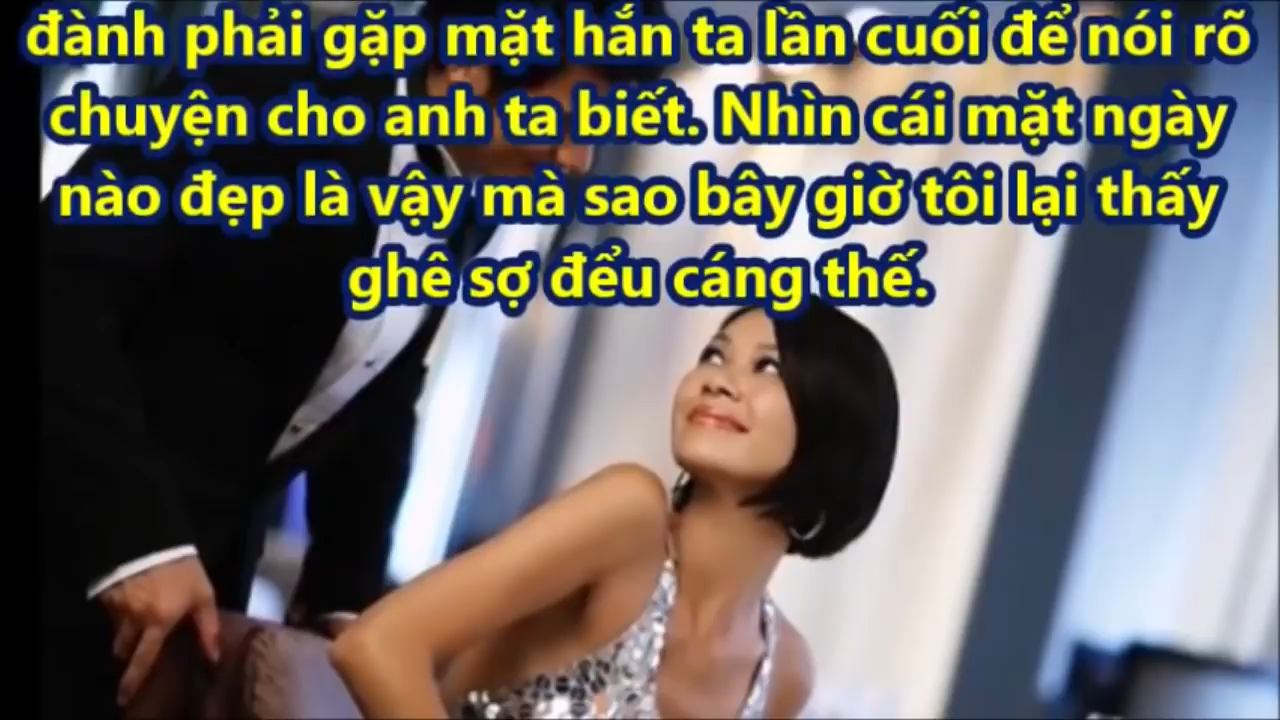 đành phải gặp mặt hắn ta lần cuối để nói rõ
chuyện cho anh ta biết. Nhìn cái mặt ngày
nào đẹp là vậy mà sao bây giờ tôi lại thấy
ghê sợ đểu cáng thế.